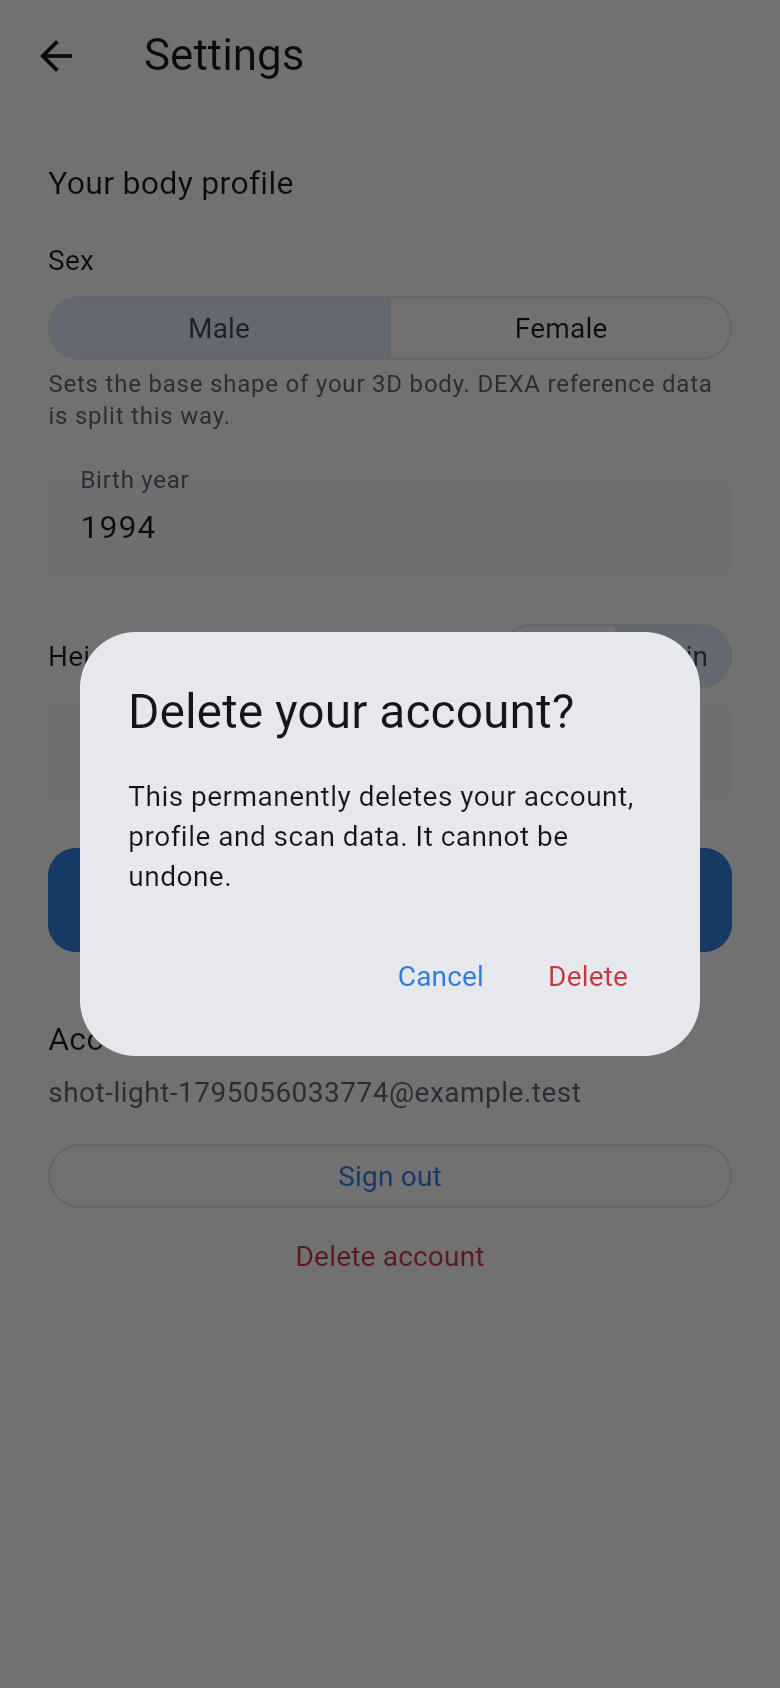 Settings
Your body profile
Sex
Male Female
Sets the base shape of your 3D body. DEXA reference data
is split this way.
Birth year
1994
Delete your account?
This permanently deletes your account,
profile and scan data. It cannot be
undone.
Cancel Delete
shot-light-1795056033774@example.test
Sign out
Delete account